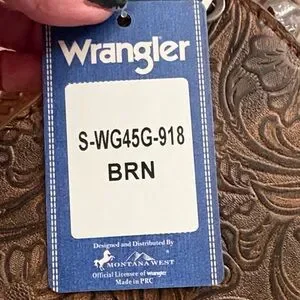 Wrangler
S-WG45G-918
BRN
Designed and Distributed By
MONTANA WEST
Official Licensee of Wrangler
Made in PRC